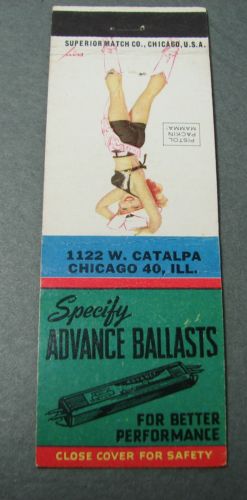 SUPERIOR MATCH CO., CHICAGO, U.S.A.
PISTOL
PACKIN
MAMMA!
1122 W. CATALPA
CHICAGO 40, ILL.
Specify
ADVANCE BALLASTS
FOR BETTER
PERFORMANCE
CLOSE COVER FOR SAFETY